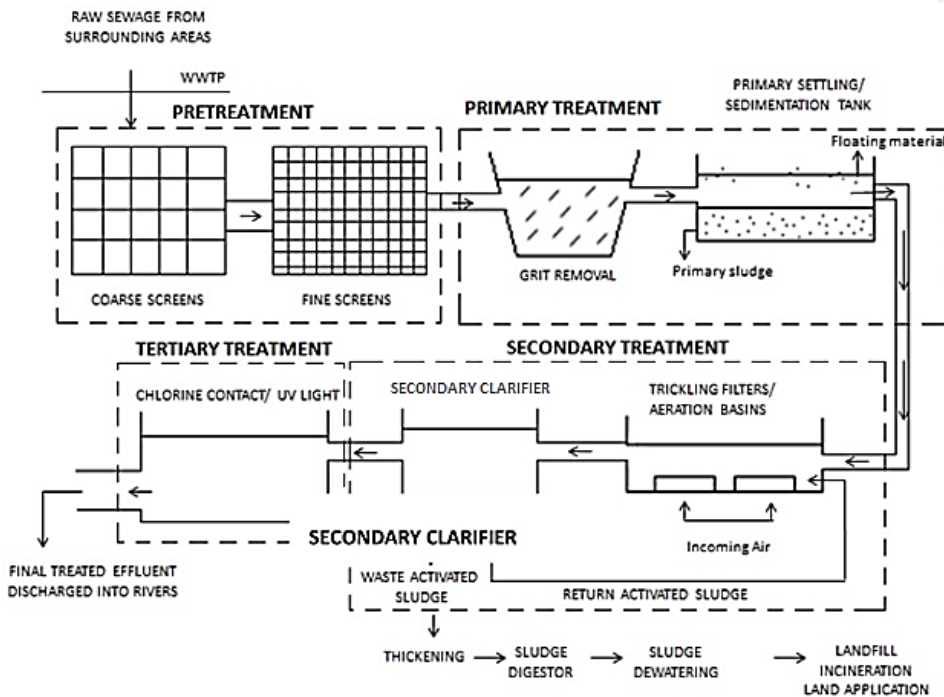 RAW SEWAGE FROM
SURROUNDING AREAS
WWTP
PRETREATMENT
COARSE SCREENS
FINE SCREENS
PRIMARY TREATMENT
PRIMARY SETTLING/
SEDIMENTATION TANK
Floating material
GRIT REMOVAL
Primary sludge
TERTIARY TREATMENT
CHLORINE CONTACT/ UV LIGHT
SECONDARY TREATMENT
SECONDARY CLARIFIER
TRICKLING FILTERS/
AERATION BASINS
Incoming Air
SECONDARY CLARIFIER
FINAL TREATED EFFLUENT
DISCHARGED INTO RIVERS
WASTE ACTIVATED
SLUDGE
RETURN ACTIVATED SLUDGE
THICKENING
SLUDGE
DIGESTOR
SLUDGE
DEWATERING
LANDFILL
INCINERATION
LAND APPLICATION